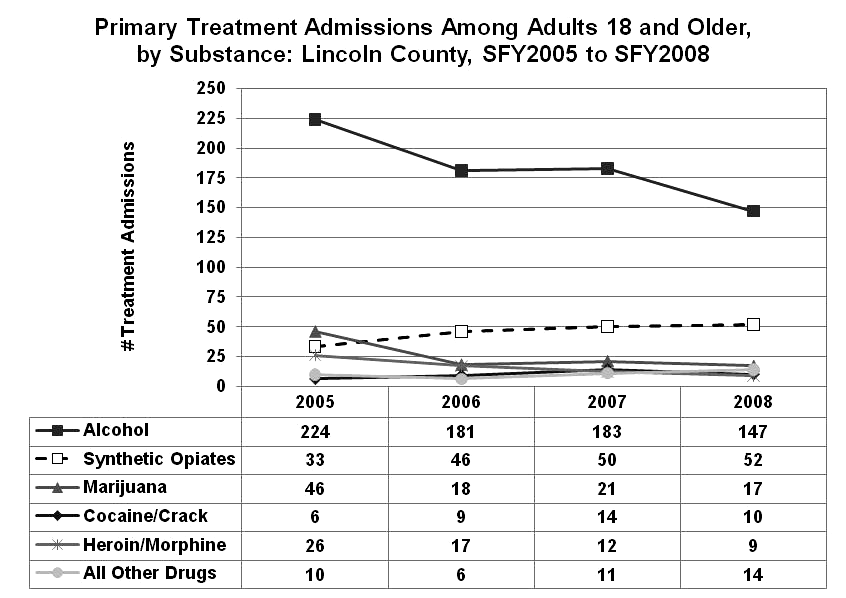 Primary Treatment Admissions Among Adults 18 and Older,
by Substance: Lincoln County, SFY2005 to SFY2008
#Treatment Admissions
250
225
200
175
150
125
100
75
50
25
0
2005 2006 2007 2008
Alcohol 224 181 183 147
Synthetic Opiates 33 46 50 52
Marijuana 46 18 21 17
Cocaine/Crack 6 9 14 10
Heroin/Morphine 26 17 12 9
All Other Drugs 10 6 11 14